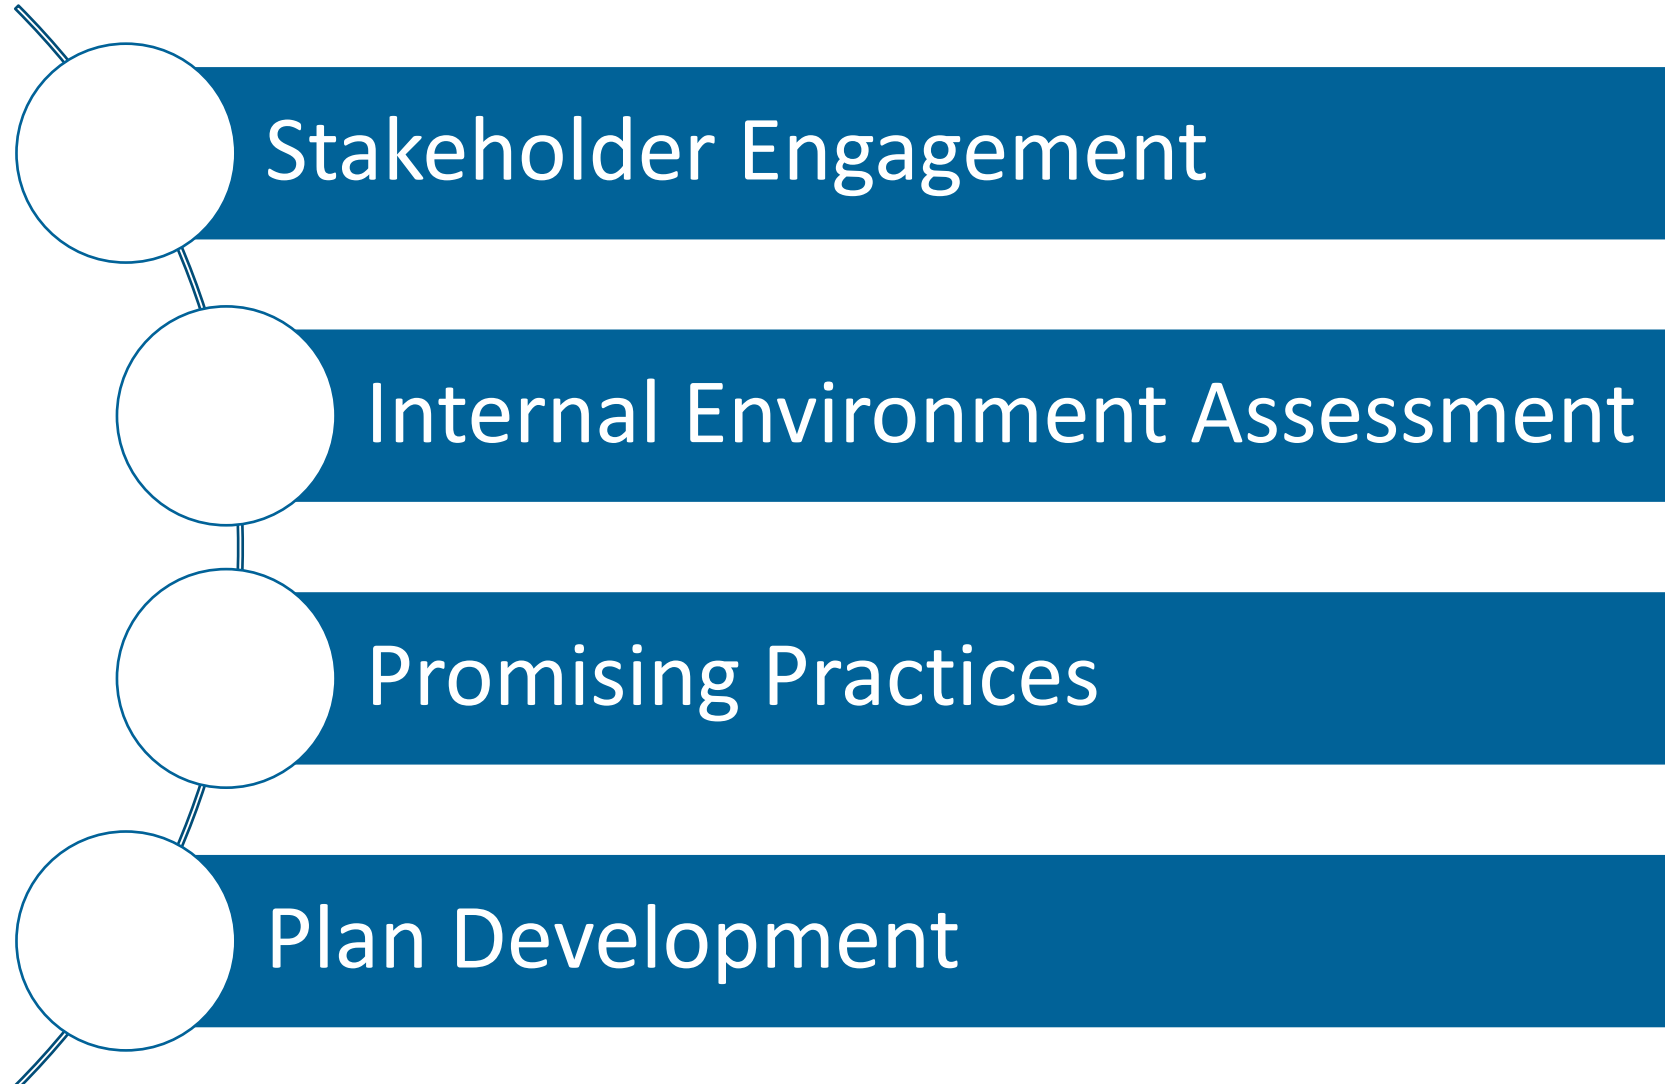 Stakeholder Engagement
Internal Environment Assessment
Promising Practices
Plan Development